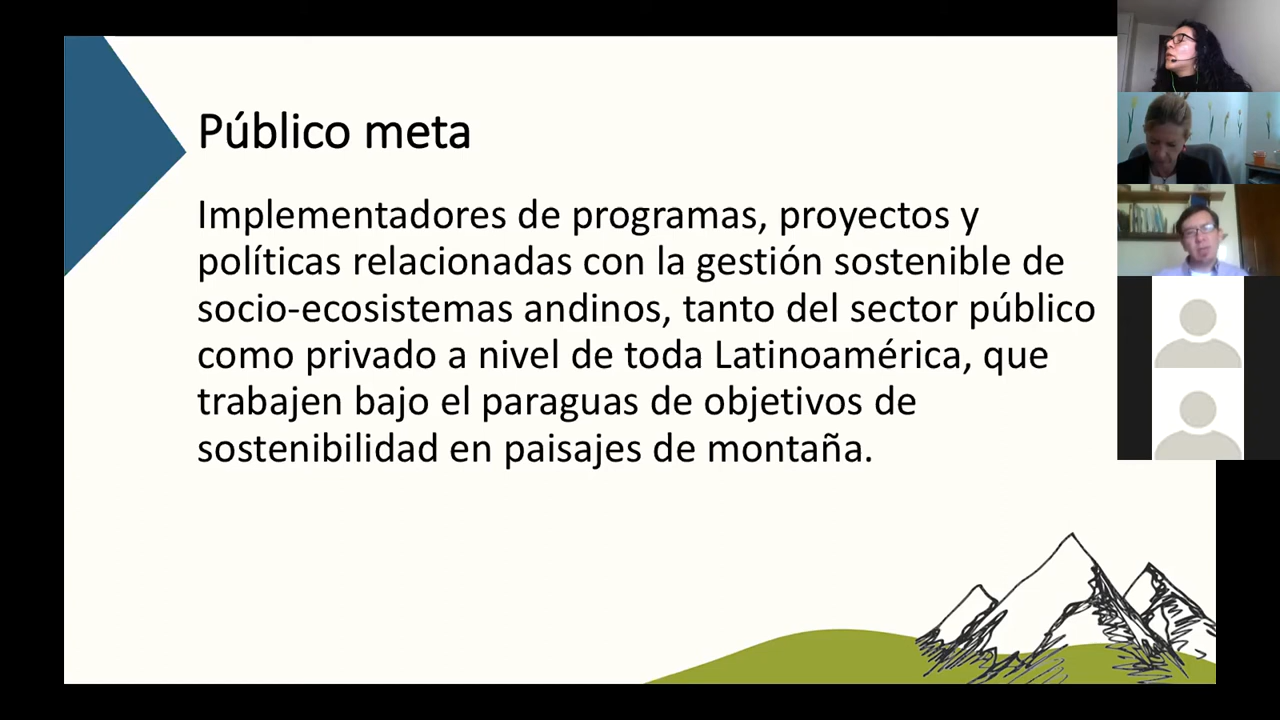 Público meta
Implementadores de programas, proyectos y
políticas relacionadas con la gestión sostenible de
socio-ecosistemas andinos, tanto del sector público
como privado a nivel de toda Latinoamérica, que
trabajen bajo el paraguas de objetivos de
sostenibilidad en paisajes de montaña.